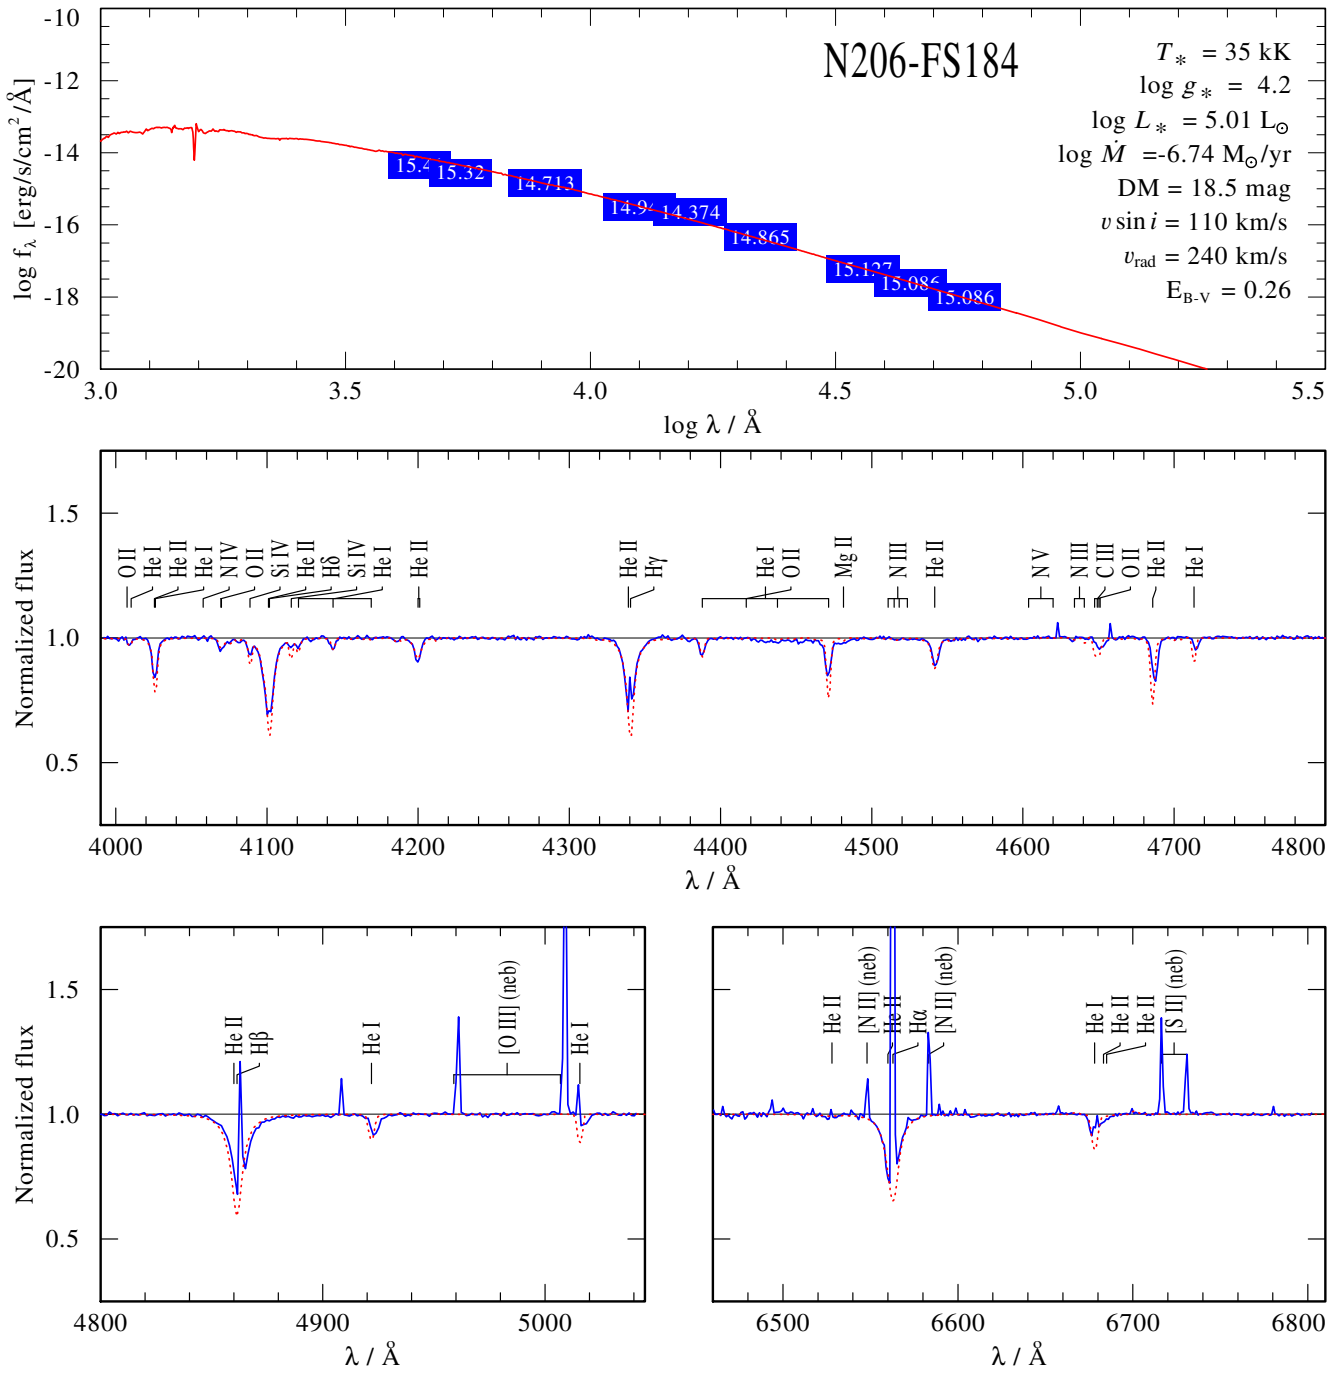 N206-FS184
T* = 35 kK
log g* = 4.2
log L* = 5.01 L⊙
log Ṁ =-6.74 M⊙/yr
DM = 18.5 mag
v sin i = 110 km/s
vrad = 240 km/s
EB-V = 0.26
log fλ [erg/s/cm²/Å]
-10
-12
-14
-16
-18
-20
15.32
14.713
14.374
14.865
15.127
15.086
15.086
3.0 3.5 4.0 4.5 5.0 5.5
log λ / Å
Normalized flux
1.5
1.0
0.5
O II He I He II He I N IV O II Si IV He II Hδ Si IV He I He II He II Hγ He I O II Mg II N III He II N V N III C III O II He II He I
4000 4100 4200 4300 4400 4500 4600 4700 4800
λ / Å
Normalized flux
1.5
1.0
0.5
He II Hβ He I [O III] (neb) He I
4800 4900 5000
λ / Å
He II [N II] (neb) He II Hα [N II] (neb) He I He II He II [S II] (neb)
6500 6600 6700 6800
λ / Å